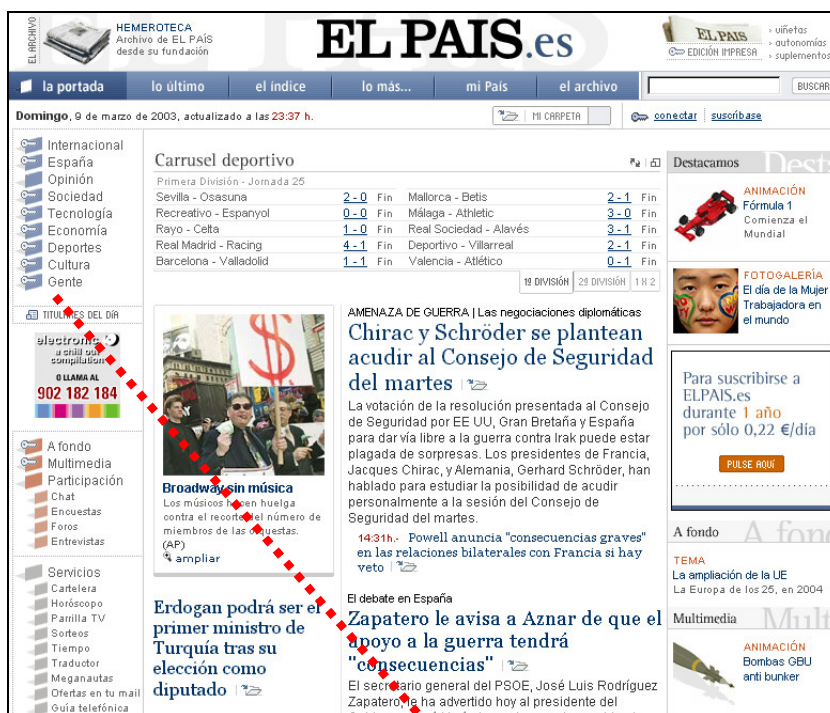 EL ARCHIVO
HEMEROTECA
Archivo de EL PAÍS
desde su fundación
EL PAIS.es
EL PAIS
EDICIÓN IMPRESA
› viñetas
› autonomías
› suplementos
la portada
lo último
el índice
lo más...
mi País
el archivo
BUSCAR
Domingo, 9 de marzo de 2003, actualizado a las 23:37 h.
MI CARPETA
conectar
suscríbase
Internacional
España
Opinión
Sociedad
Tecnología
Economía
Deportes
Cultura
Gente
TITULARES DEL DÍA
electronic
a chill out
compilation
O LLAMA AL
902 182 184
A fondo
Multimedia
Participación
Chat
Encuestas
Foros
Entrevistas
Servicios
Cartelera
Horóscopo
Parrilla TV
Sorteos
Tiempo
Traductor
Meganautas
Ofertas en tu mail
Guía telefónica
Carrusel deportivo
Primera División - Jornada 25
Sevilla - Osasuna 2 - 0 Fin Mallorca - Betis 2 - 1 Fin
Recreativo - Espanyol 0 - 0 Fin Málaga - Athletic 3 - 0 Fin
Rayo - Celta 1 - 0 Fin Real Sociedad - Alavés 3 - 1 Fin
Real Madrid - Racing 4 - 1 Fin Deportivo - Villarreal 2 - 1 Fin
Barcelona - Valladolid 1 - 1 Fin Valencia - Atlético 0 - 1 Fin
1ª DIVISIÓN 2ª DIVISIÓN 1 X 2
$
Broadway sin música
Los músicos hacen huelga
contra el recorte del número de
miembros de las orquestas.
(AP)
ampliar
Erdogan podrá ser el
primer ministro de
Turquía tras su
elección como
diputado
AMENAZA DE GUERRA | Las negociaciones diplomáticas
Chirac y Schröder se plantean
acudir al Consejo de Seguridad
del martes
La votación de la resolución presentada al Consejo
de Seguridad por EE UU, Gran Bretaña y España
para dar vía libre a la guerra contra Irak puede estar
plagada de sorpresas. Los presidentes de Francia,
Jacques Chirac, y Alemania, Gerhard Schröder, han
hablado para estudiar la posibilidad de acudir
personalmente a la sesión del Consejo de
Seguridad del martes.
14:31h.- Powell anuncia "consecuencias graves"
en las relaciones bilaterales con Francia si hay
veto
El debate en España
Zapatero le avisa a Aznar de que el
apoyo a la guerra tendrá
"consecuencias"
El secretario general del PSOE, José Luis Rodríguez
Zapatero, le ha advertido hoy al presidente del
Destacamos
ANIMACIÓN
Fórmula 1
Comienza el
Mundial
FOTOGALERÍA
El día de la Mujer
Trabajadora en
el mundo
Para suscribirse a
ELPAIS.es
durante 1 año
por sólo 0,22 €/día
PULSE AQUÍ
A fondo
TEMA
La ampliación de la UE
La Europa de los 25, en 2004
Multimedia
ANIMACIÓN
Bombas GBU
anti bunker